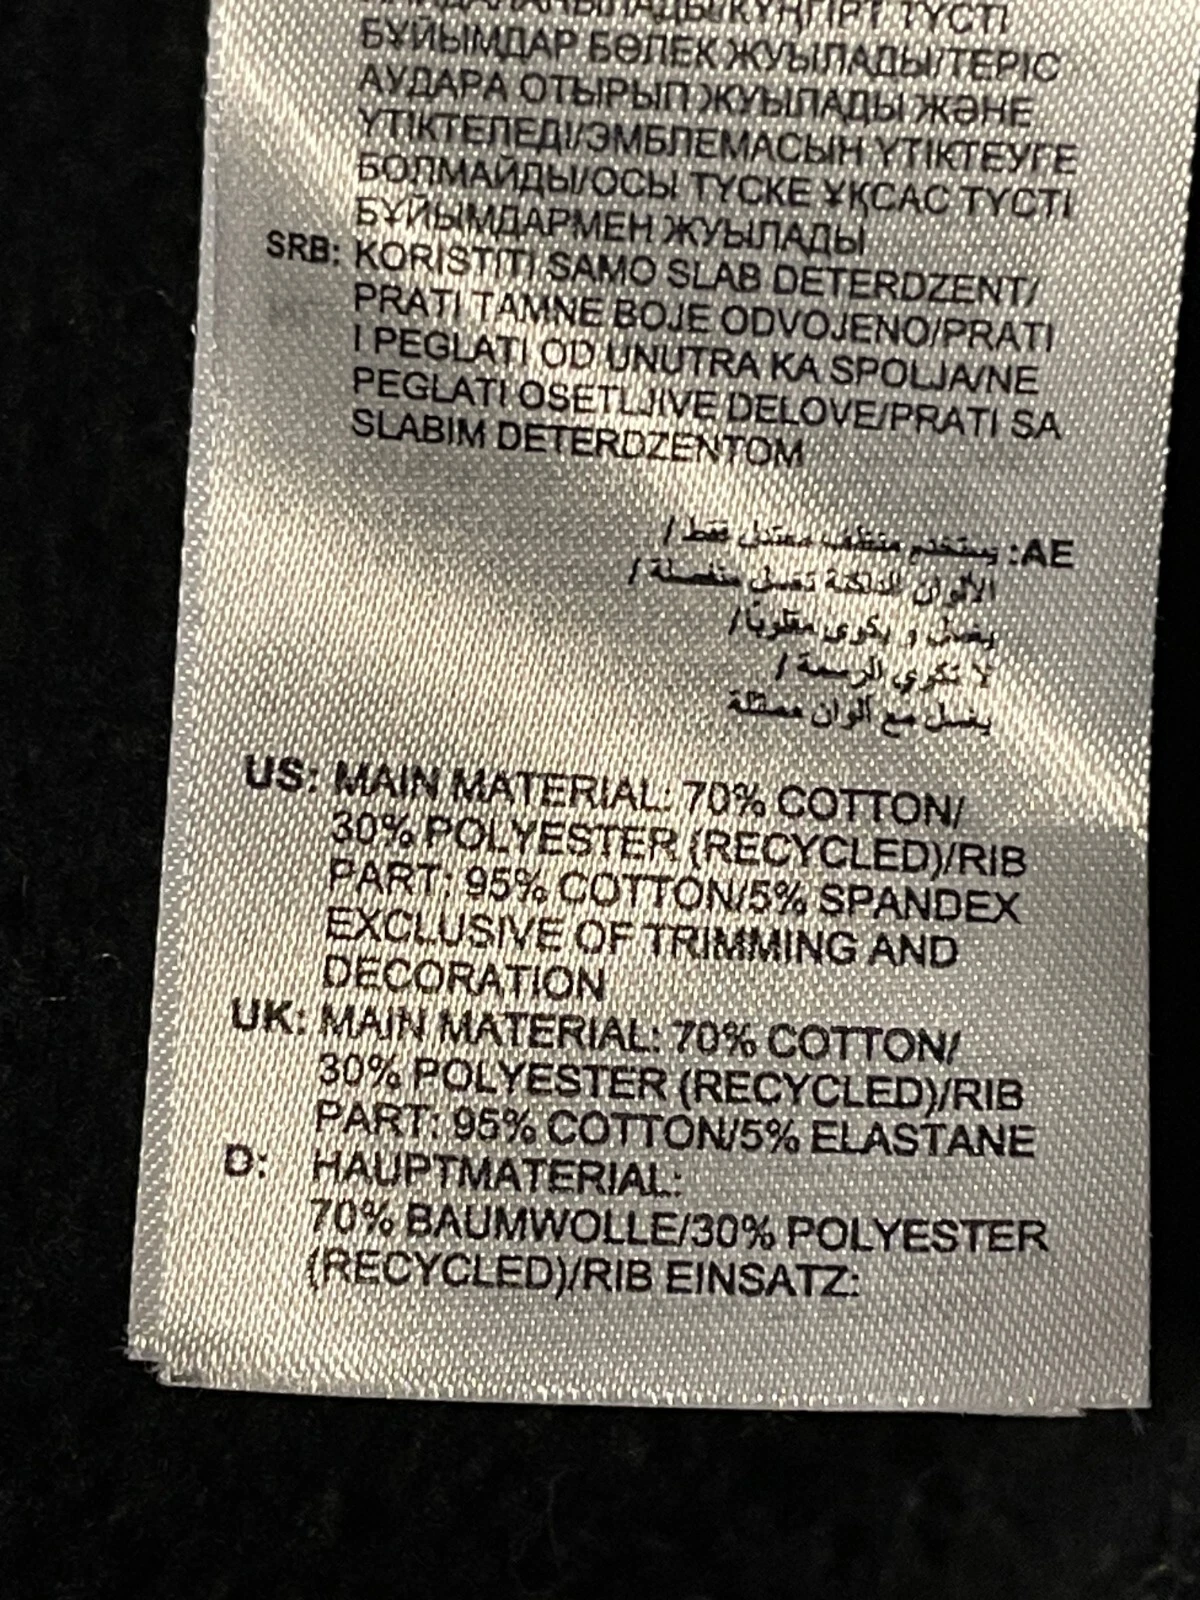 ТҮСТІ
БҰЙЫМДАР БӨЛЕК ЖУЫЛАДЫ/ТЕРІС
АУДАРА ОТЫРЫП ЖУЫЛАДЫ ЖӘНЕ
ҮТІКТЕЛЕДІ/ЭМБЛЕМАСЫН ҮТІКТЕУГЕ
БОЛМАЙДЫ/ОСЫ ТҮСКЕ ҰҚСАС ТҮСТІ
БҰЙЫМДАРМЕН ЖУЫЛАДЫ
SRB: KORISTITI SAMO SLAB DETERDZENT/
PRATI TAMNE BOJE ODVOJENO/PRATI
I PEGLATI OD UNUTRA KA SPOLJA/NE
PEGLATI OSETLJIVE DELOVE/PRATI SA
SLABIM DETERDZENTOM
AE: يستخدم منظف معتدل فقط /
الألوان الداكنة تغسل منفصلة /
يغسل و يكوى مقلوبًا/
لا تكوي الرسمة /
يغسل مع ألوان مماثلة
US: MAIN MATERIAL: 70% COTTON/
30% POLYESTER (RECYCLED)/RIB
PART: 95% COTTON/5% SPANDEX
EXCLUSIVE OF TRIMMING AND
DECORATION
UK: MAIN MATERIAL: 70% COTTON/
30% POLYESTER (RECYCLED)/RIB
PART: 95% COTTON/5% ELASTANE
D: HAUPTMATERIAL:
70% BAUMWOLLE/30% POLYESTER
(RECYCLED)/RIB EINSATZ: